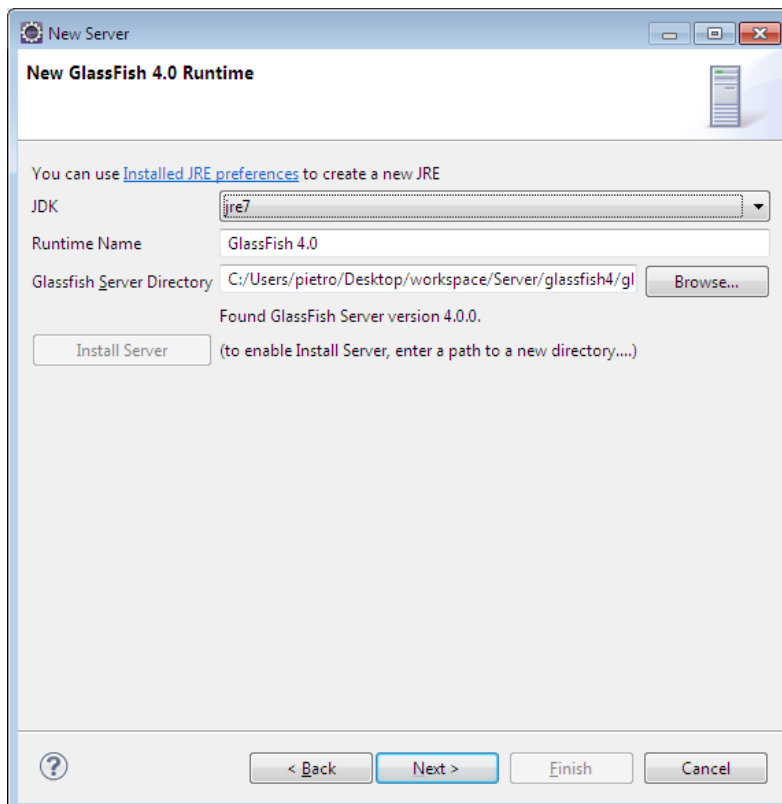 New Server
New GlassFish 4.0 Runtime
You can use Installed JRE preferences to create a new JRE
JDK jre7
Runtime Name GlassFish 4.0
Glassfish Server Directory C:/Users/pietro/Desktop/workspace/Server/glassfish4/gl Browse...
Found GlassFish Server version 4.0.0.
Install Server (to enable Install Server, enter a path to a new directory....)
? < Back Next > Finish Cancel